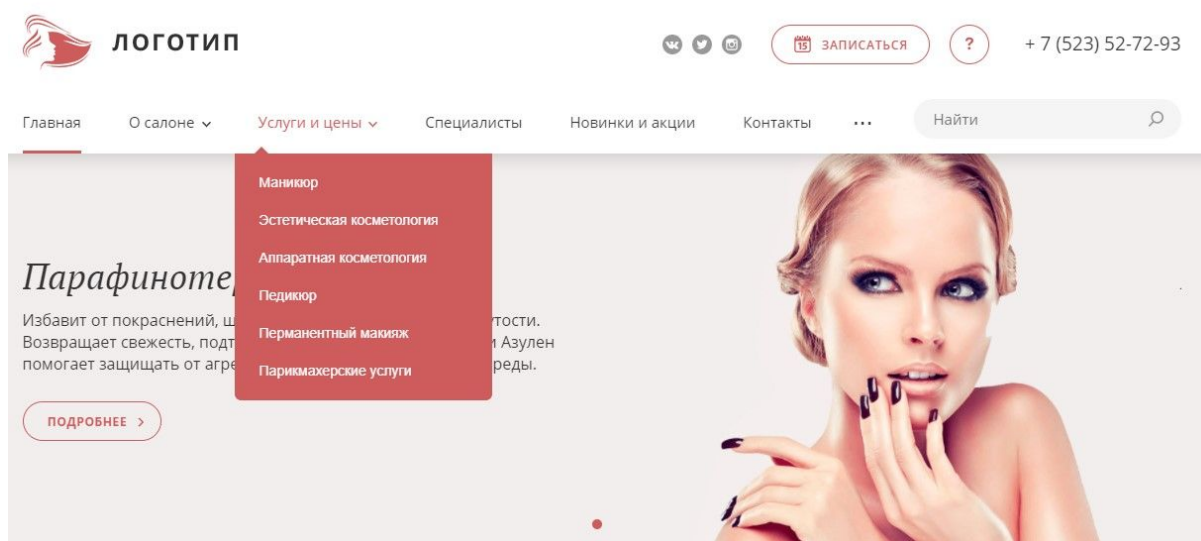 ЛОГОТИП
15
ЗАПИСАТЬСЯ
?
+ 7 (523) 52-72-93
Главная
О салоне
Услуги и цены
Специалисты
Новинки и акции
Контакты
...
Найти
Маникюр
Эстетическая косметология
Аппаратная косметология
Педикюр
Перманентный макияж
Парикмахерские услуги
Парафиноте
Избавит от покраснений, ш
Возвращает свежесть, подт и Азулен
помогает защищать от агре реды.
ПОДРОБНЕЕ >